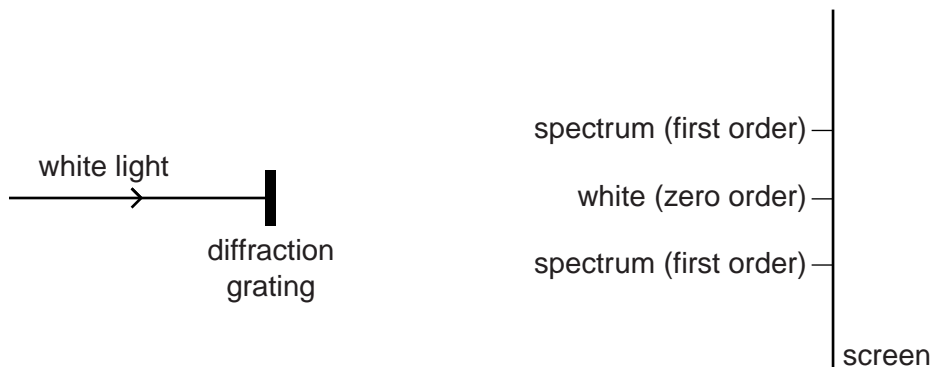 spectrum (first order)
white light
white (zero order)
diffraction
grating
spectrum (first order)
screen